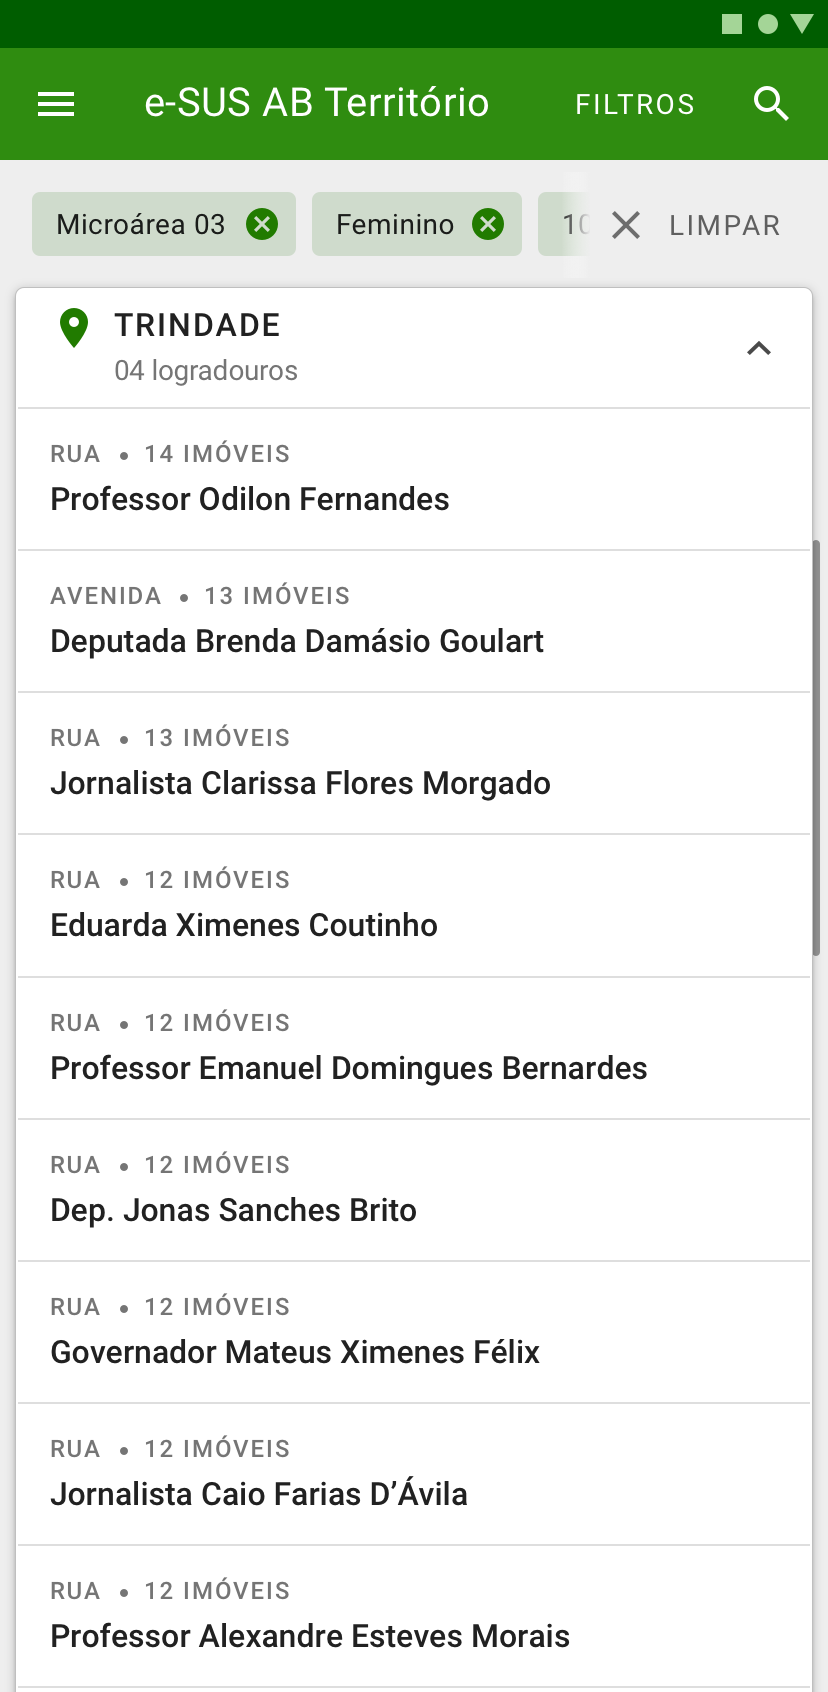 e-SUS AB Território
FILTROS
Microárea 03
Feminino
LIMPAR
TRINDADE
04 logradouros
RUA • 14 IMÓVEIS
Professor Odilon Fernandes
AVENIDA • 13 IMÓVEIS
Deputada Brenda Damásio Goulart
RUA • 13 IMÓVEIS
Jornalista Clarissa Flores Morgado
RUA • 12 IMÓVEIS
Eduarda Ximenes Coutinho
RUA • 12 IMÓVEIS
Professor Emanuel Domingues Bernardes
RUA • 12 IMÓVEIS
Dep. Jonas Sanches Brito
RUA • 12 IMÓVEIS
Governador Mateus Ximenes Félix
RUA • 12 IMÓVEIS
Jornalista Caio Farias D’Ávila
RUA • 12 IMÓVEIS
Professor Alexandre Esteves Morais